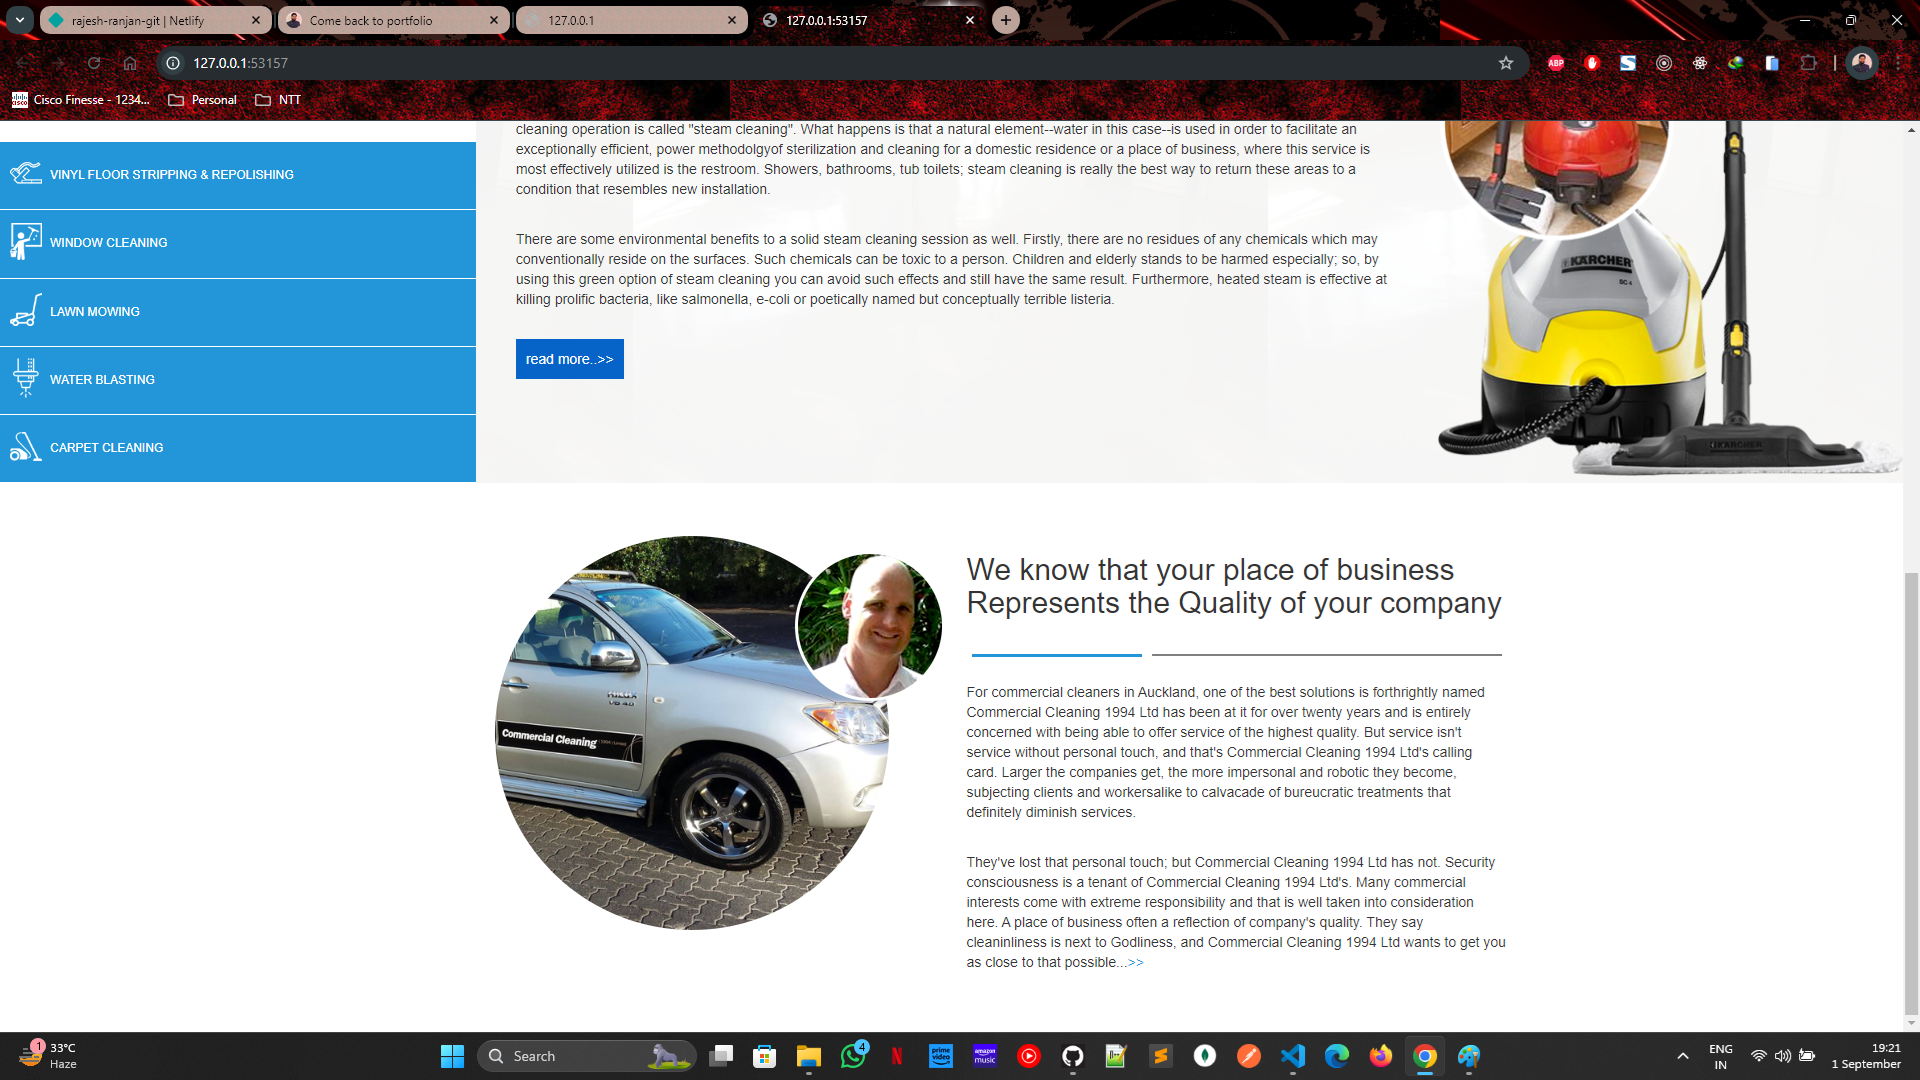 rajesh-ranjan-git | Netlify
Come back to portfolio
127.0.0.1
127.0.0.1:53157
127.0.0.1:53157
ABP
Cisco Finesse - 1234...
Personal
NTT
VINYL FLOOR STRIPPING & REPOLISHING
WINDOW CLEANING
LAWN MOWING
WATER BLASTING
CARPET CLEANING
cleaning operation is called "steam cleaning". What happens is that a natural element--water in this case--is used in order to facilitate an
exceptionally efficient, power methodolgyof sterilization and cleaning for a domestic residence or a place of business, where this service is
most effectively utilized is the restroom. Showers, bathrooms, tub toilets; steam cleaning is really the best way to return these areas to a
condition that resembles new installation.
There are some environmental benefits to a solid steam cleaning session as well. Firstly, there are no residues of any chemicals which may
conventionally reside on the surfaces. Such chemicals can be toxic to a person. Children and elderly stands to be harmed especially; so, by
using this green option of steam cleaning you can avoid such effects and still have the same result. Furthermore, heated steam is effective at
killing prolific bacteria, like salmonella, e-coli or poetically named but conceptually terrible listeria.
read more..>>
KÄRCHER
SC 4
KÄRCHER
Commercial Cleaning
We know that your place of business
Represents the Quality of your company
For commercial cleaners in Auckland, one of the best solutions is forthrightly named
Commercial Cleaning 1994 Ltd has been at it for over twenty years and is entirely
concerned with being able to offer service of the highest quality. But service isn't
service without personal touch, and that's Commercial Cleaning 1994 Ltd's calling
card. Larger the companies get, the more impersonal and robotic they become,
subjecting clients and workersalike to calvacade of bureucratic treatments that
definitely diminish services.
They've lost that personal touch; but Commercial Cleaning 1994 Ltd has not. Security
consciousness is a tenant of Commercial Cleaning 1994 Ltd's. Many commercial
interests come with extreme responsibility and that is well taken into consideration
here. A place of business often a reflection of company's quality. They say
cleaninliness is next to Godliness, and Commercial Cleaning 1994 Ltd wants to get you
as close to that possible...>>
1
33°C
Haze
Search
4
prime video
amazon music
ENG
IN
19:21
1 September